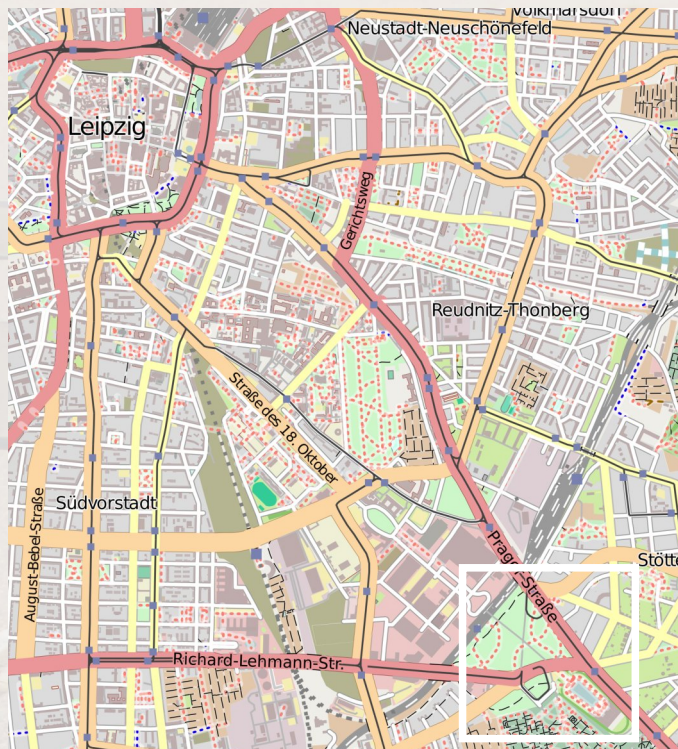 Volkmarsdorf
Neustadt-Neuschönefeld
Leipzig
Gerichtsweg
Reudnitz-Thonberg
Straße des 18. Oktober
Südvorstadt
August-Bebel-Straße
Prager Straße
Stötte
Richard-Lehmann-Str.